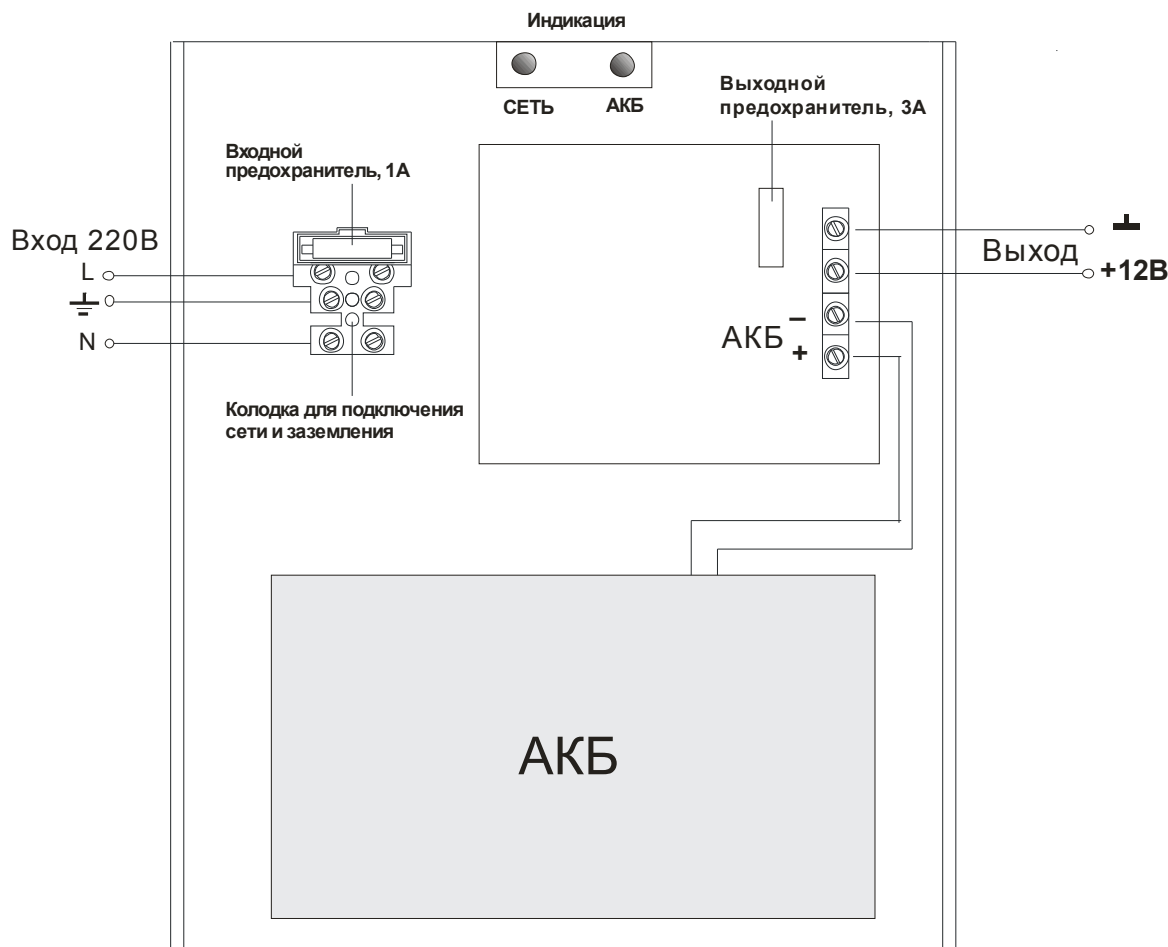 Индикация
СЕТЬ
АКБ
Выходной
предохранитель, 3А
Входной
предохранитель, 1А
Вход 220В
L
N
Выход
+12В
АКБ
–
+
Колодка для подключения
сети и заземления
АКБ